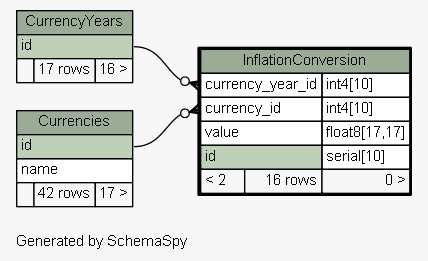 CurrencyYears
id
17 rows 16 >
Currencies
id
name
42 rows 17 >
InflationConversion
currency_year_id int4[10]
currency_id int4[10]
value float8[17,17]
id serial[10]
< 2 16 rows 0 >
Generated by SchemaSpy